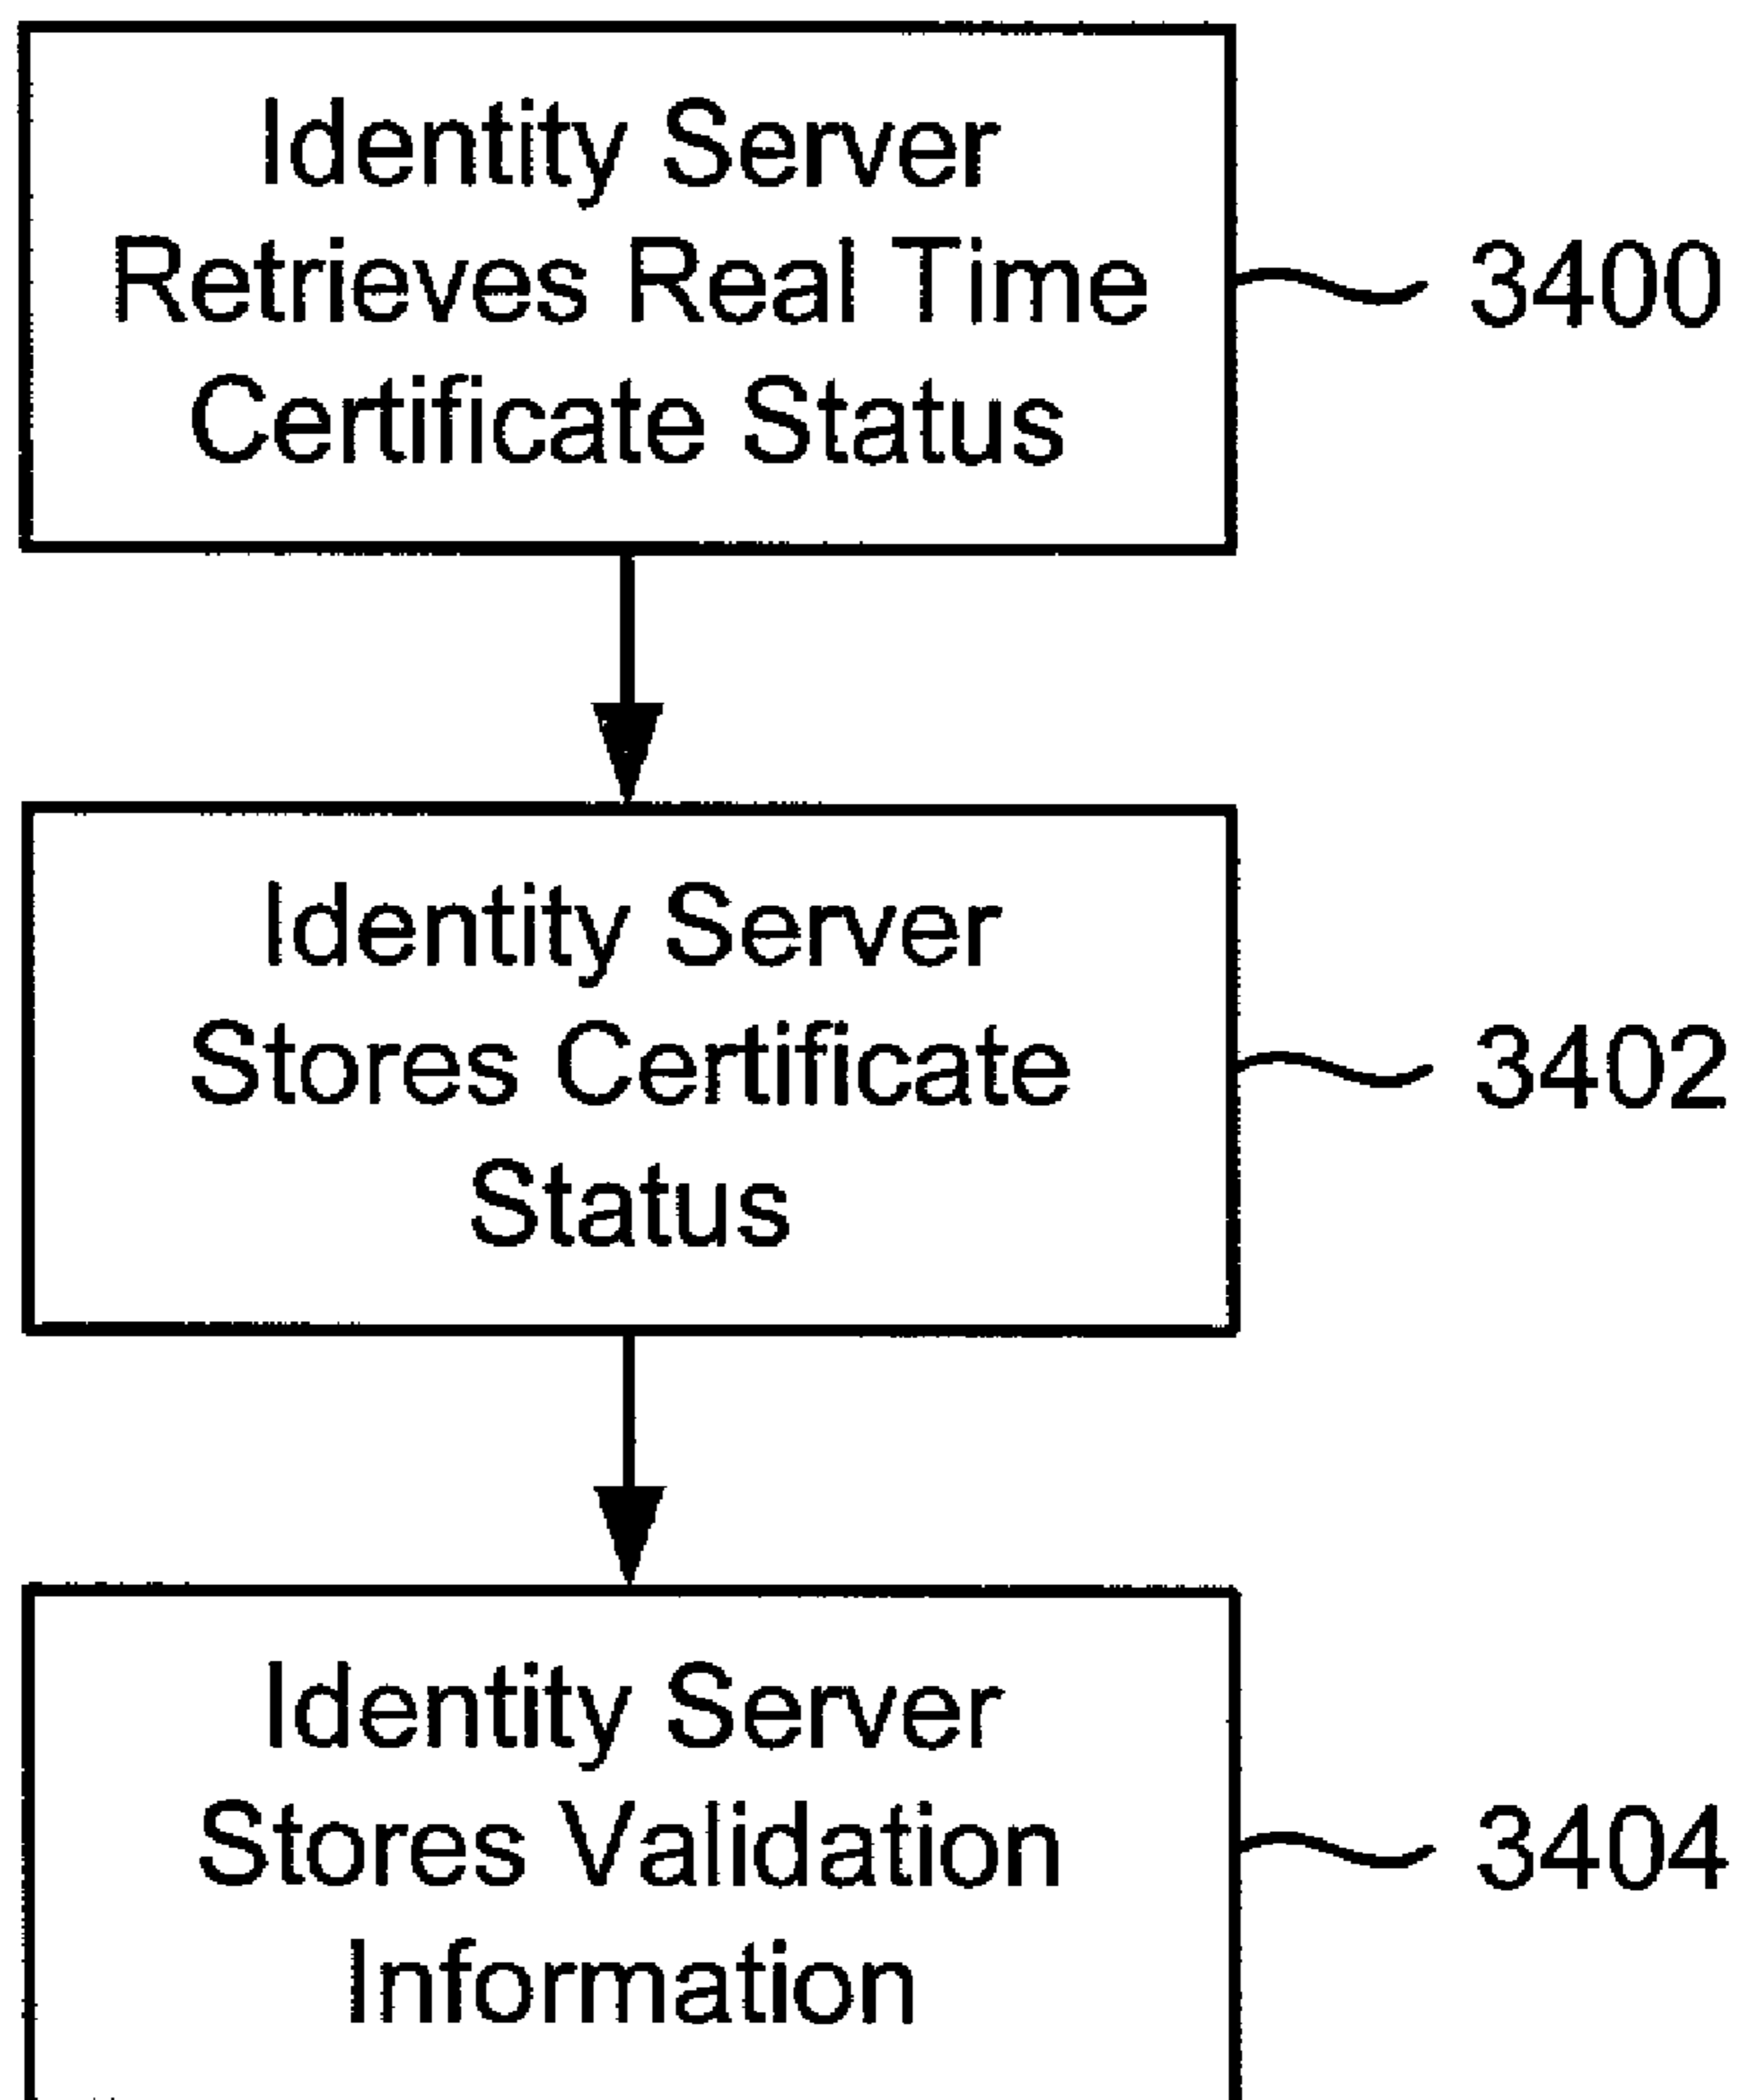 Identity Server
Retrieves Real Time
Certificate Status
3400
Identity Server
Stores Certificate
Status
3402
Identity Server
Stores Validation
Information
3404